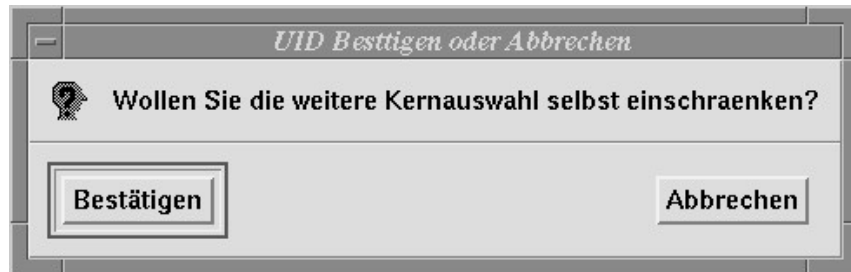 UID Besttigen oder Abbrechen
Wollen Sie die weitere Kernauswahl selbst einschraenken?
Bestätigen
Abbrechen